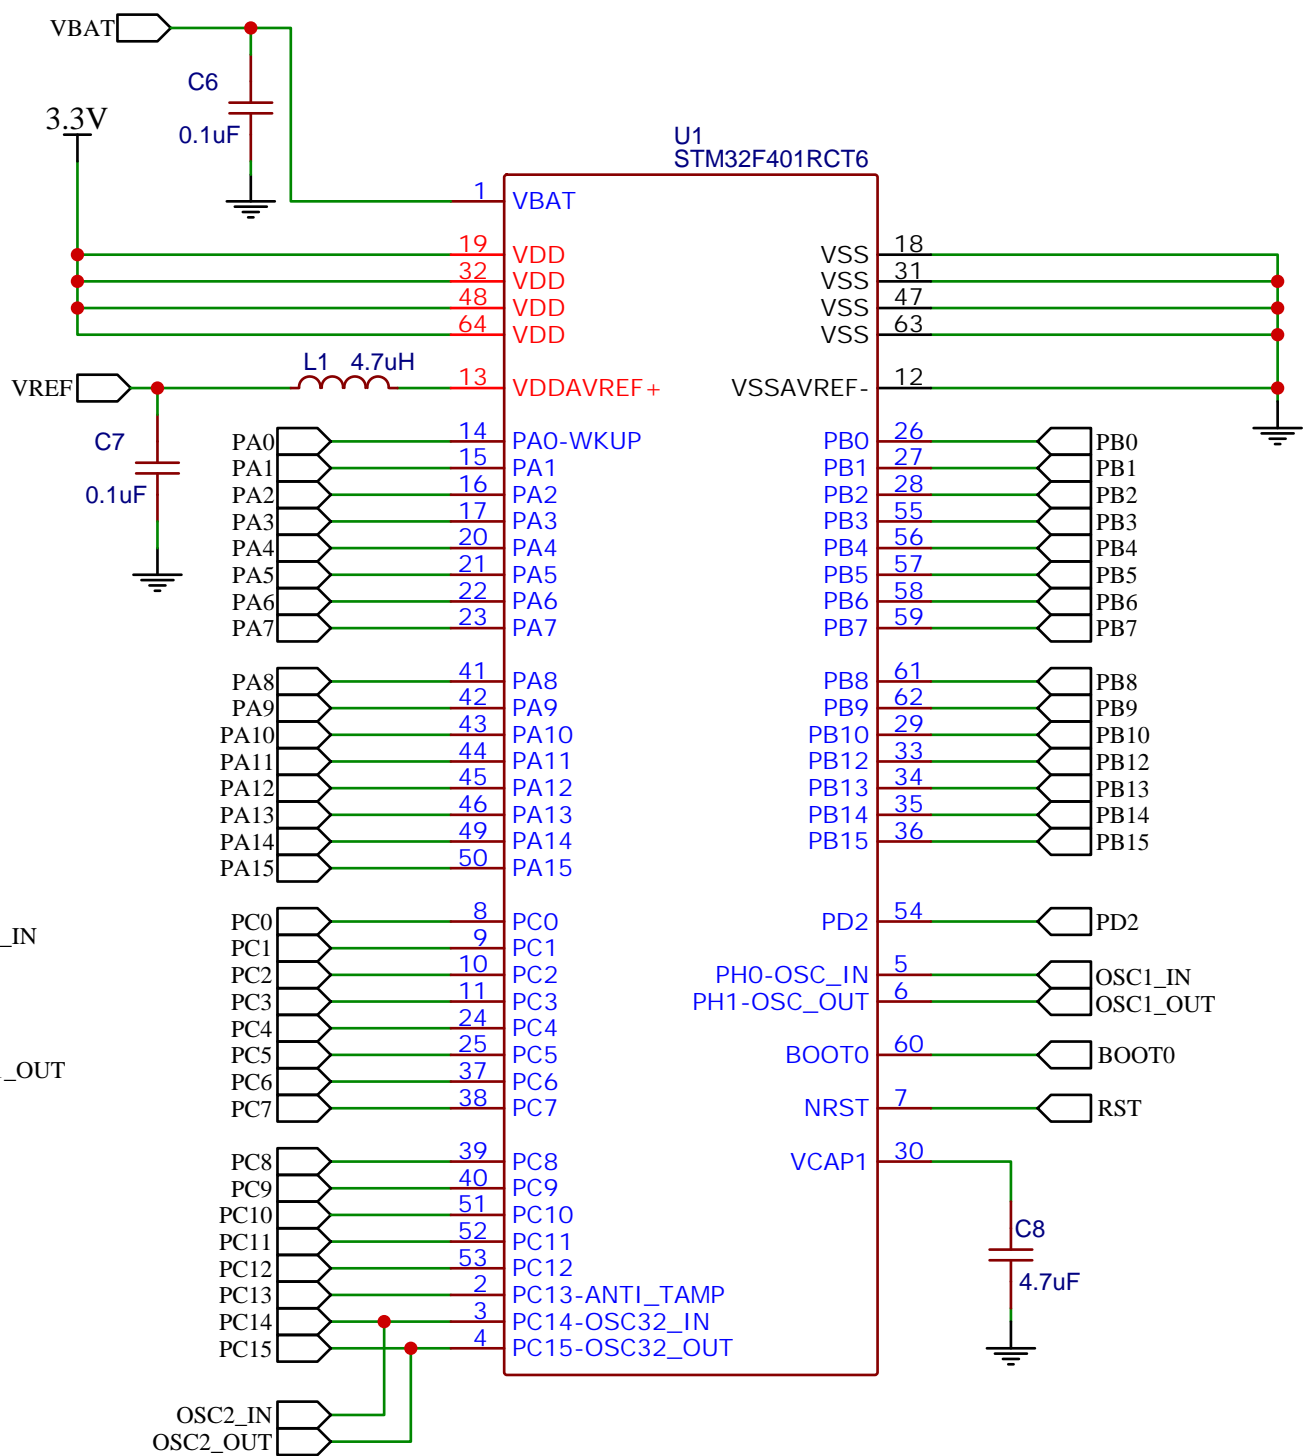 VBAT
C6
0.1uF
3.3V
U1
STM32F401RCT6
1 VBAT
19 VDD VSS 18
32 VDD VSS 31
48 VDD VSS 47
64 VDD VSS 63
L1 4.7uH
VREF 13 VDDAVREF+ VSSAVREF- 12
C7
0.1uF
PA0 14 PA0-WKUP PB0 26 PB0
PA1 15 PA1 PB1 27 PB1
PA2 16 PA2 PB2 28 PB2
PA3 17 PA3 PB3 55 PB3
PA4 20 PA4 PB4 56 PB4
PA5 21 PA5 PB5 57 PB5
PA6 22 PA6 PB6 58 PB6
PA7 23 PA7 PB7 59 PB7
PA8 41 PA8 PB8 61 PB8
PA9 42 PA9 PB9 62 PB9
PA10 43 PA10 PB10 29 PB10
PA11 44 PA11 PB12 33 PB12
PA12 45 PA12 PB13 34 PB13
PA13 46 PA13 PB14 35 PB14
PA14 49 PA14 PB15 36 PB15
PA15 50 PA15
PC0 8 PC0 PD2 54 PD2
_IN
PC1 9 PC1
PC2 10 PC2 PH0-OSC_IN 5 OSC1_IN
PC3 11 PC3 PH1-OSC_OUT 6 OSC1_OUT
PC4 24 PC4
PC5 25 PC5 BOOT0 60 BOOT0
_OUT
PC6 37 PC6
PC7 38 PC7 NRST 7 RST
PC8 39 PC8 VCAP1 30
PC9 40 PC9
PC10 51 PC10
C8
PC11 52 PC11
PC12 53 PC12
4.7uF
PC13 2 PC13-ANTI_TAMP
PC14 3 PC14-OSC32_IN
PC15 4 PC15-OSC32_OUT
OSC2_IN
OSC2_OUT